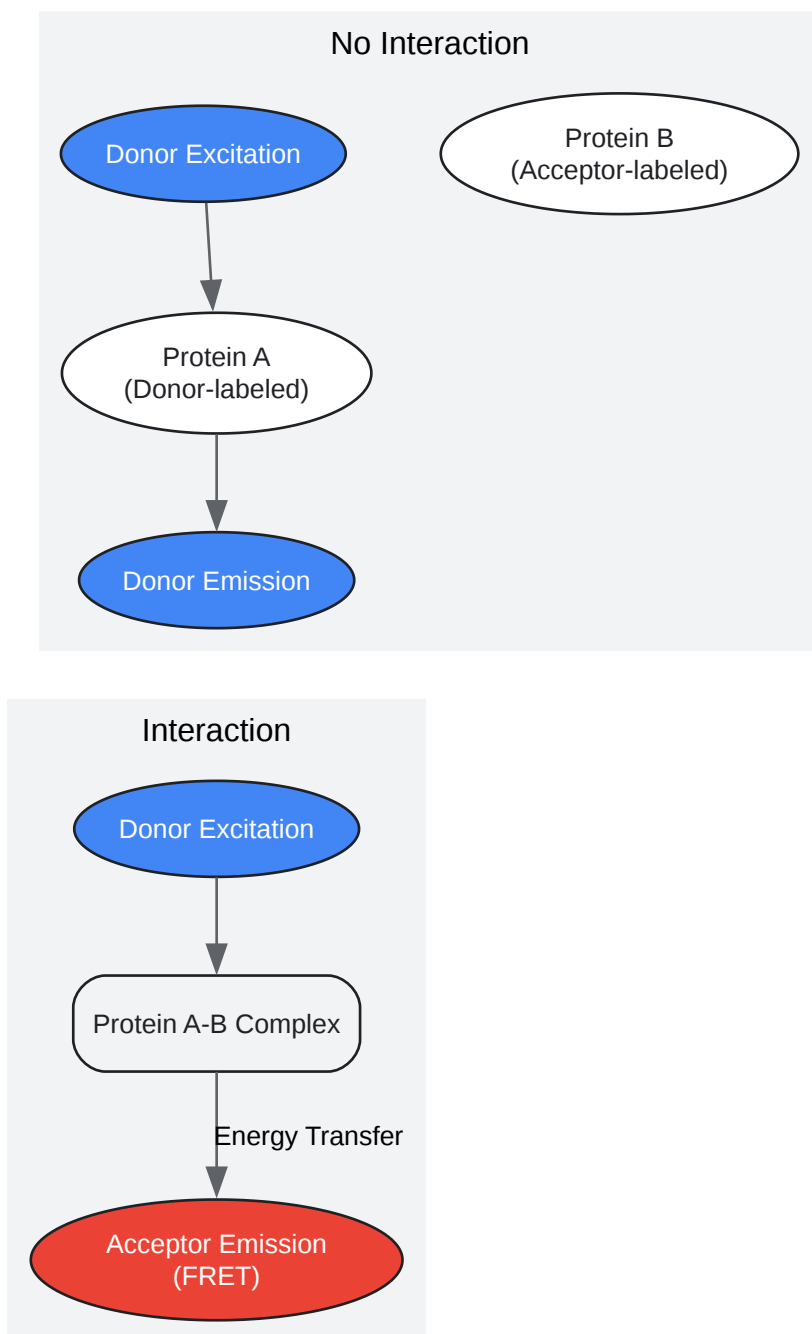 No Interaction
Donor Excitation
Protein B
(Acceptor-labeled)
Protein A
(Donor-labeled)
Donor Emission
Interaction
Donor Excitation
Protein A-B Complex
Energy Transfer
Acceptor Emission
(FRET)